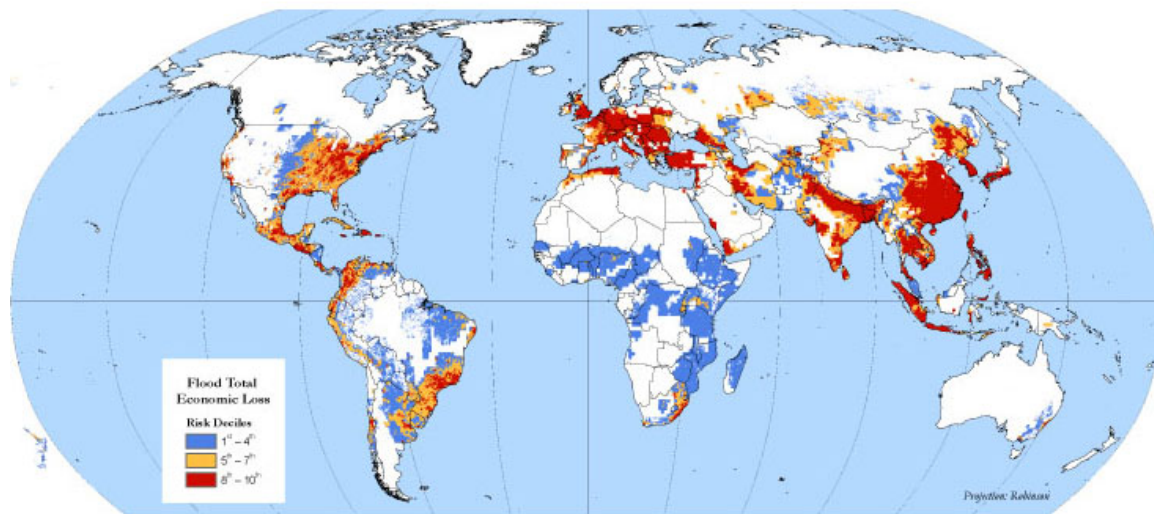 Flood Total
Economic Loss
Risk Deciles
1st – 4th
5th – 7th
8th – 10th
Projection: Robinson